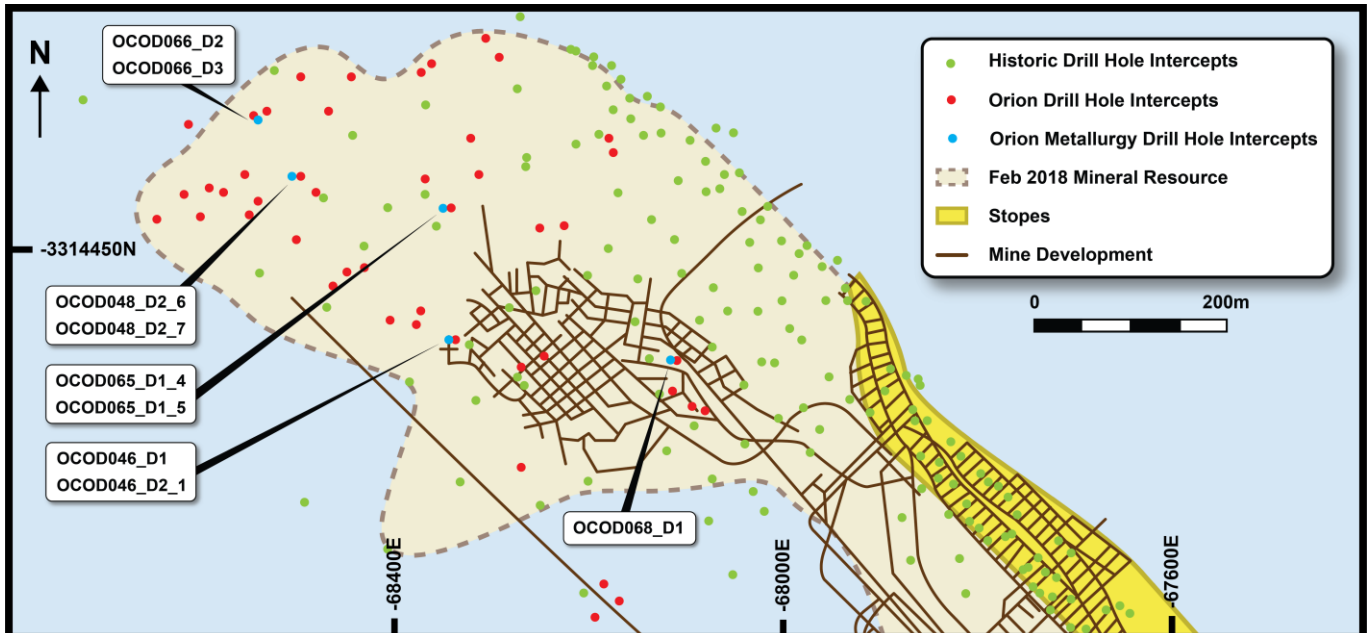 OCOD066_D2
OCOD066_D3
N
Historic Drill Hole Intercepts
Orion Drill Hole Intercepts
Orion Metallurgy Drill Hole Intercepts
Feb 2018 Mineral Resource
Stopes
Mine Development
-3314450N
0 200m
OCOD048_D2_6
OCOD048_D2_7
OCOD065_D1_4
OCOD065_D1_5
OCOD046_D1
OCOD046_D2_1
OCOD068_D1
-68400E
-68000E
-67600E